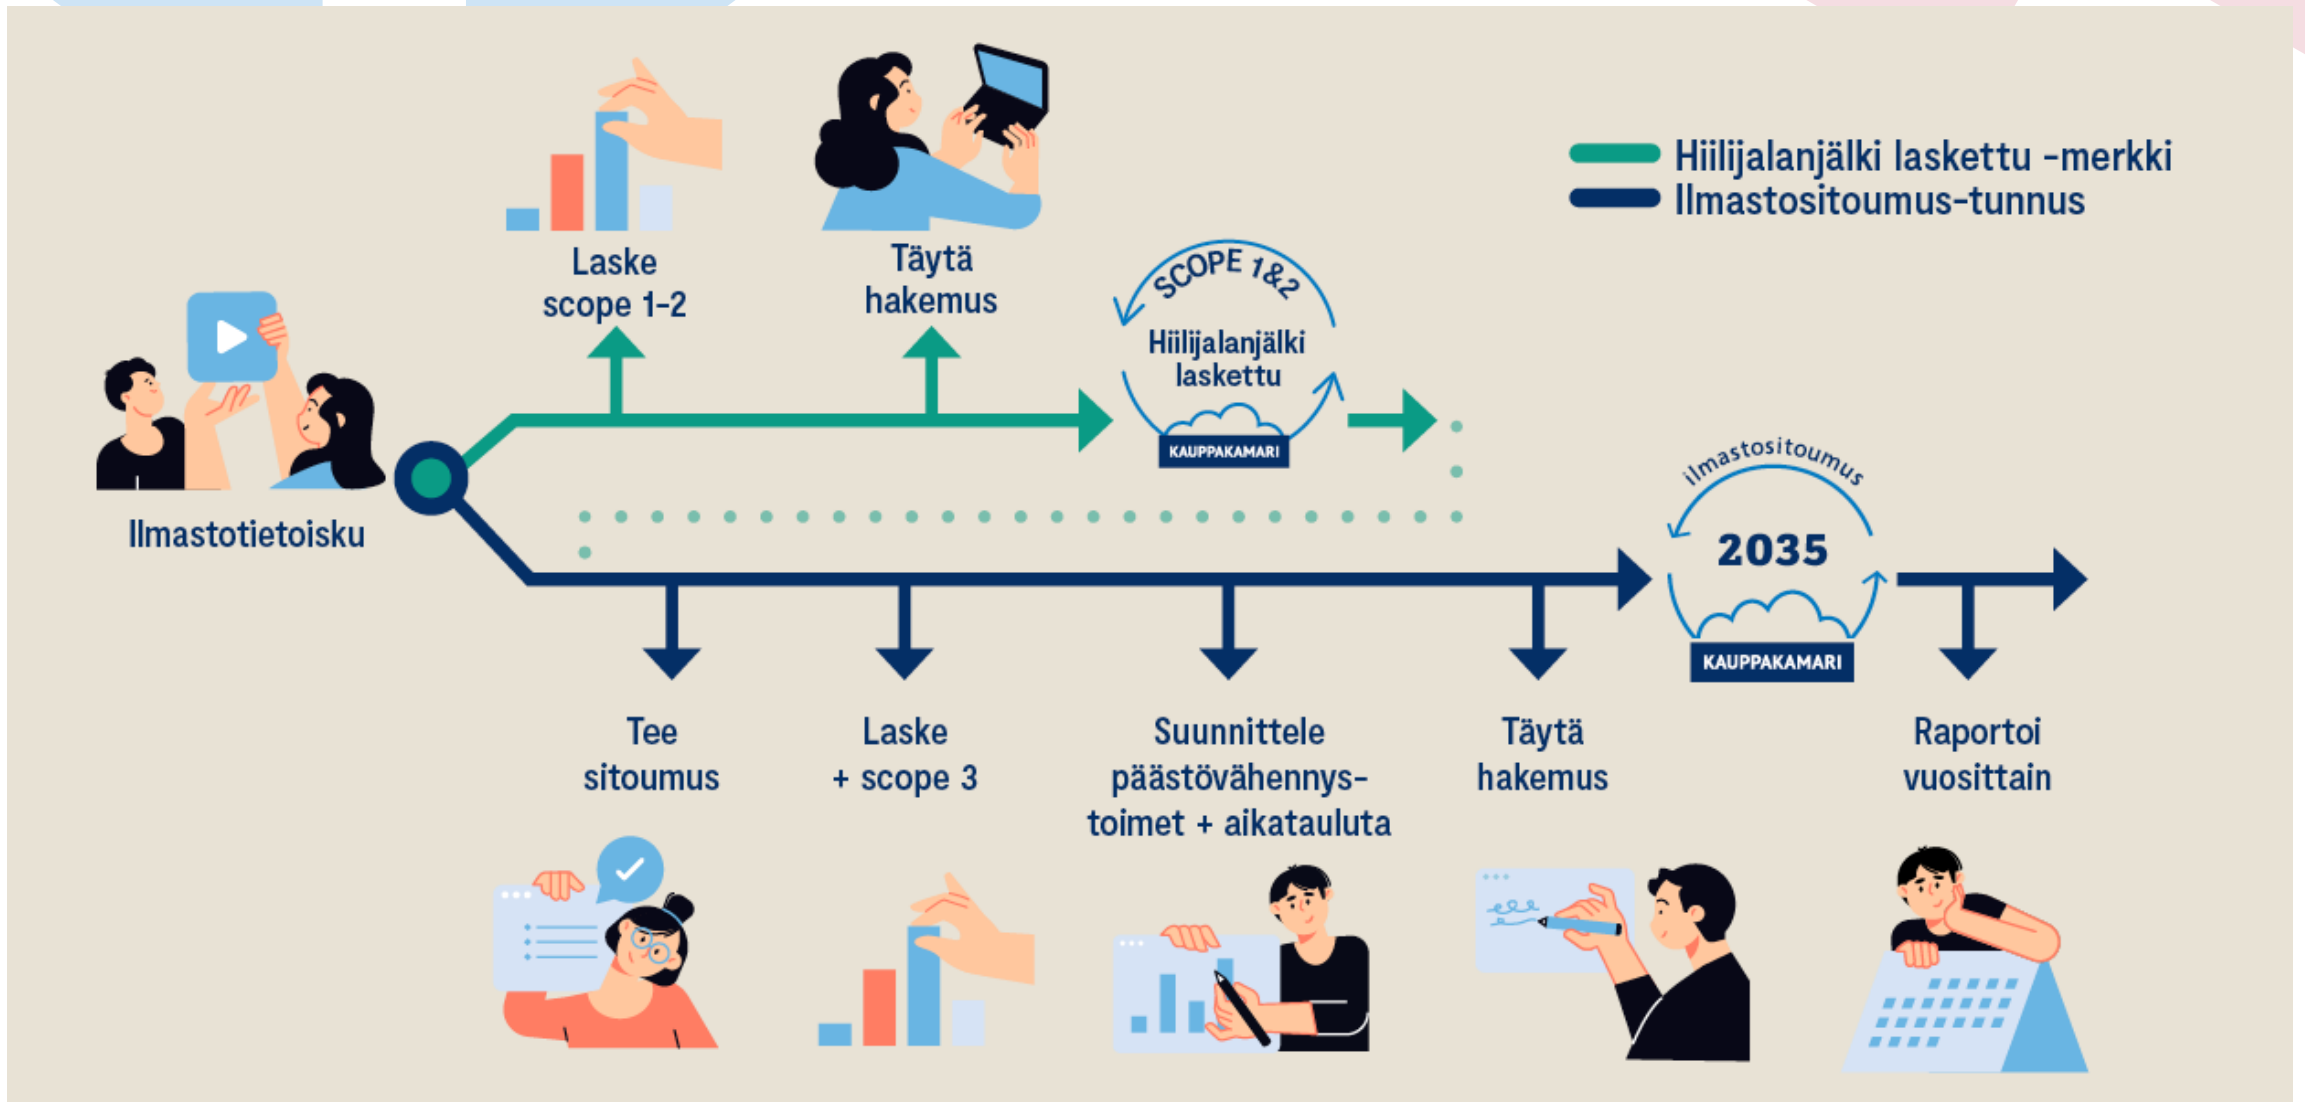 Hiilijalanjälki laskettu -merkki
Ilmastositoumus-tunnus
Laske
scope 1-2
Täytä
hakemus
SCOPE 1&2
Hiilijalanjälki
laskettu
KAUPPAKAMARI
Ilmastotietoisku
ilmastositoumus
2035
KAUPPAKAMARI
Tee
sitoumus
Laske
+ scope 3
Suunnittele
päästövähennys-
toimet + aikatauluta
Täytä
hakemus
Raportoi
vuosittain